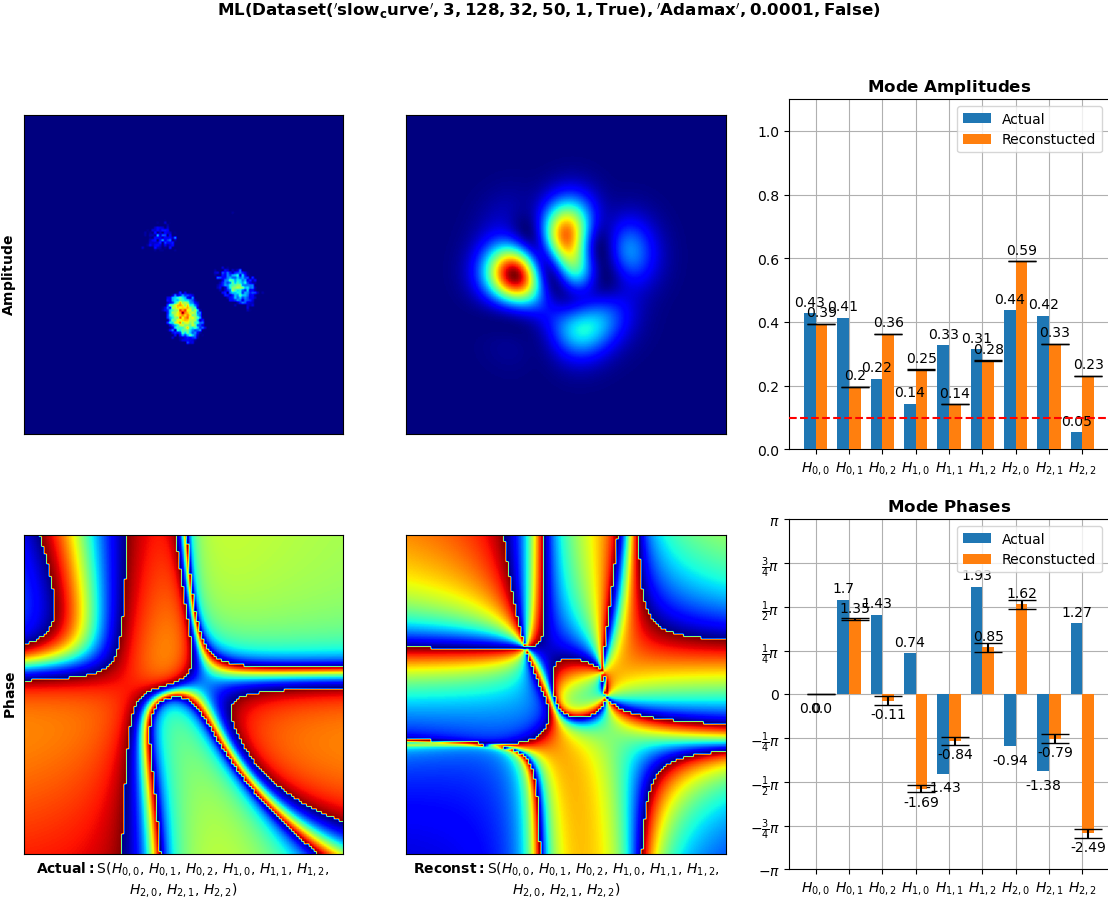 ML(Dataset('slow_curve', 3, 128, 32, 50, 1, True), 'Adamax', 0.0001, False)
Amplitude
Mode Amplitudes
Actual
Reconstucted
1.0
0.8
0.6
0.4
0.2
0.0
0.43 0.39 0.41 0.2 0.22 0.36 0.14 0.25 0.33 0.14 0.31 0.28 0.44 0.59 0.42 0.33 0.05 0.23
H0,0 H0,1 H0,2 H1,0 H1,1 H1,2 H2,0 H2,1 H2,2
Phase
Actual: S(H0,0, H0,1, H0,2, H1,0, H1,1, H1,2,
H2,0, H2,1, H2,2)
Reconst: S(H0,0, H0,1, H0,2, H1,0, H1,1, H1,2,
H2,0, H2,1, H2,2)
Mode Phases
Actual
Reconstucted
π
3/4π
1/2π
1/4π
0
−1/4π
−1/2π
−3/4π
−π
0.0 0.0 1.7 1.35 1.43 -0.11 0.74 -1.69 -1.43 -0.84 1.93 0.85 -0.94 1.62 -1.38 -0.79 1.27 -2.49
H0,0 H0,1 H0,2 H1,0 H1,1 H1,2 H2,0 H2,1 H2,2